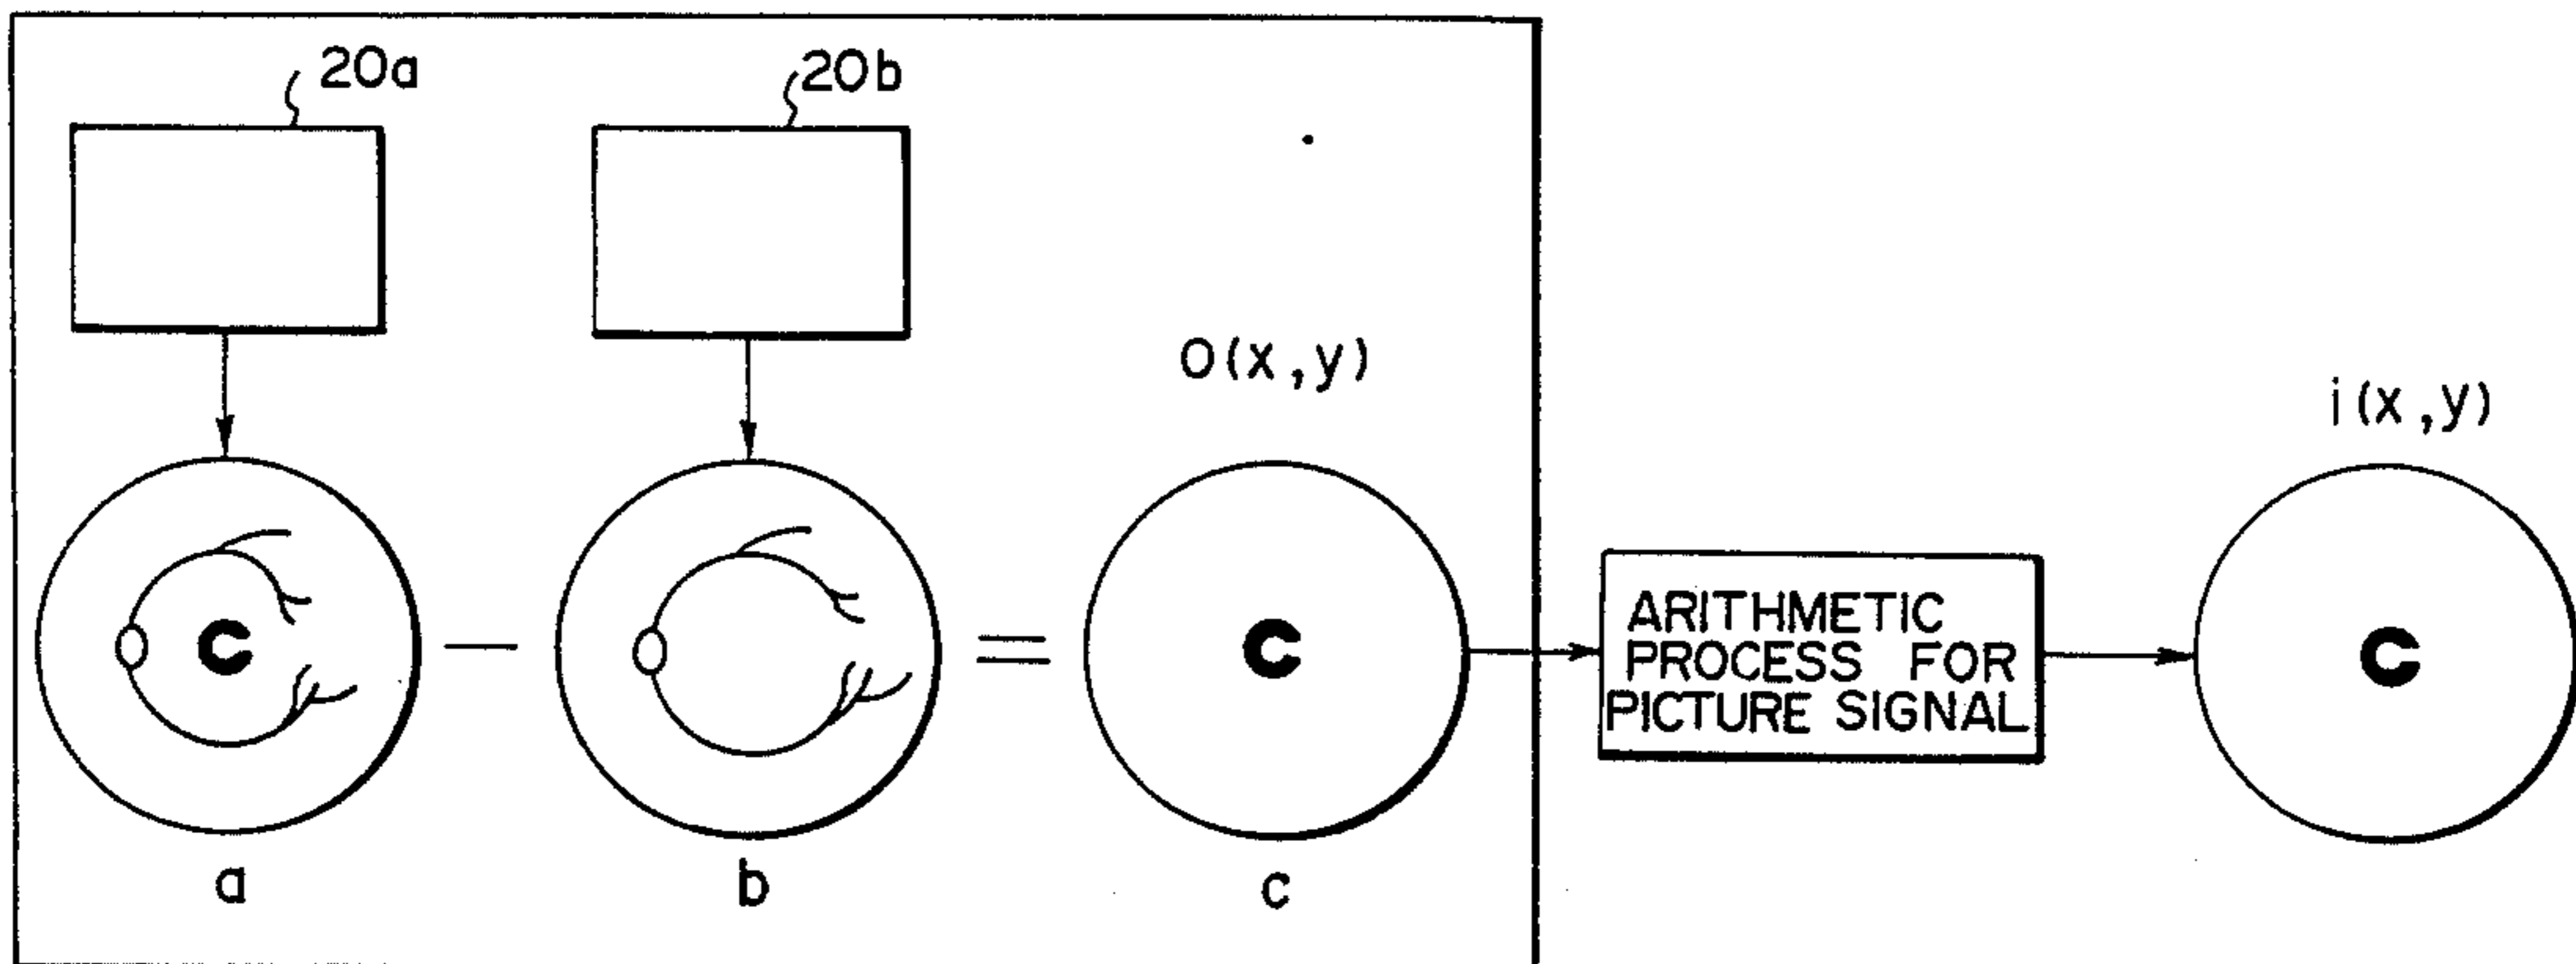 20a
20b
O(x,y)
i(x,y)
C
—
=
C
ARITHMETIC
PROCESS FOR
PICTURE SIGNAL
C
a
b
c